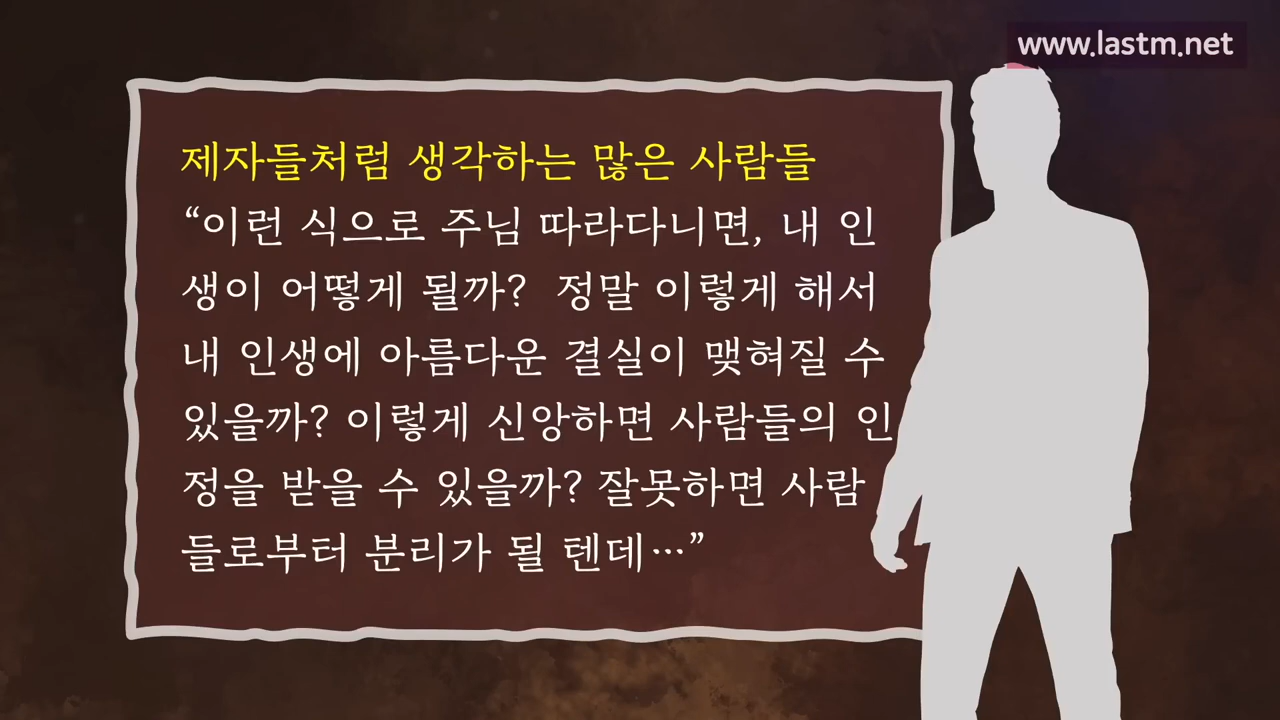 www.lastm.net
제자들처럼 생각하는 많은 사람들
“이런 식으로 주님 따라다니면, 내 인
생이 어떻게 될까?  정말 이렇게 해서
내 인생에 아름다운 결실이 맺혀질 수
있을까? 이렇게 신앙하면 사람들의 인
정을 받을 수 있을까? 잘못하면 사람
들로부터 분리가 될 텐데…”